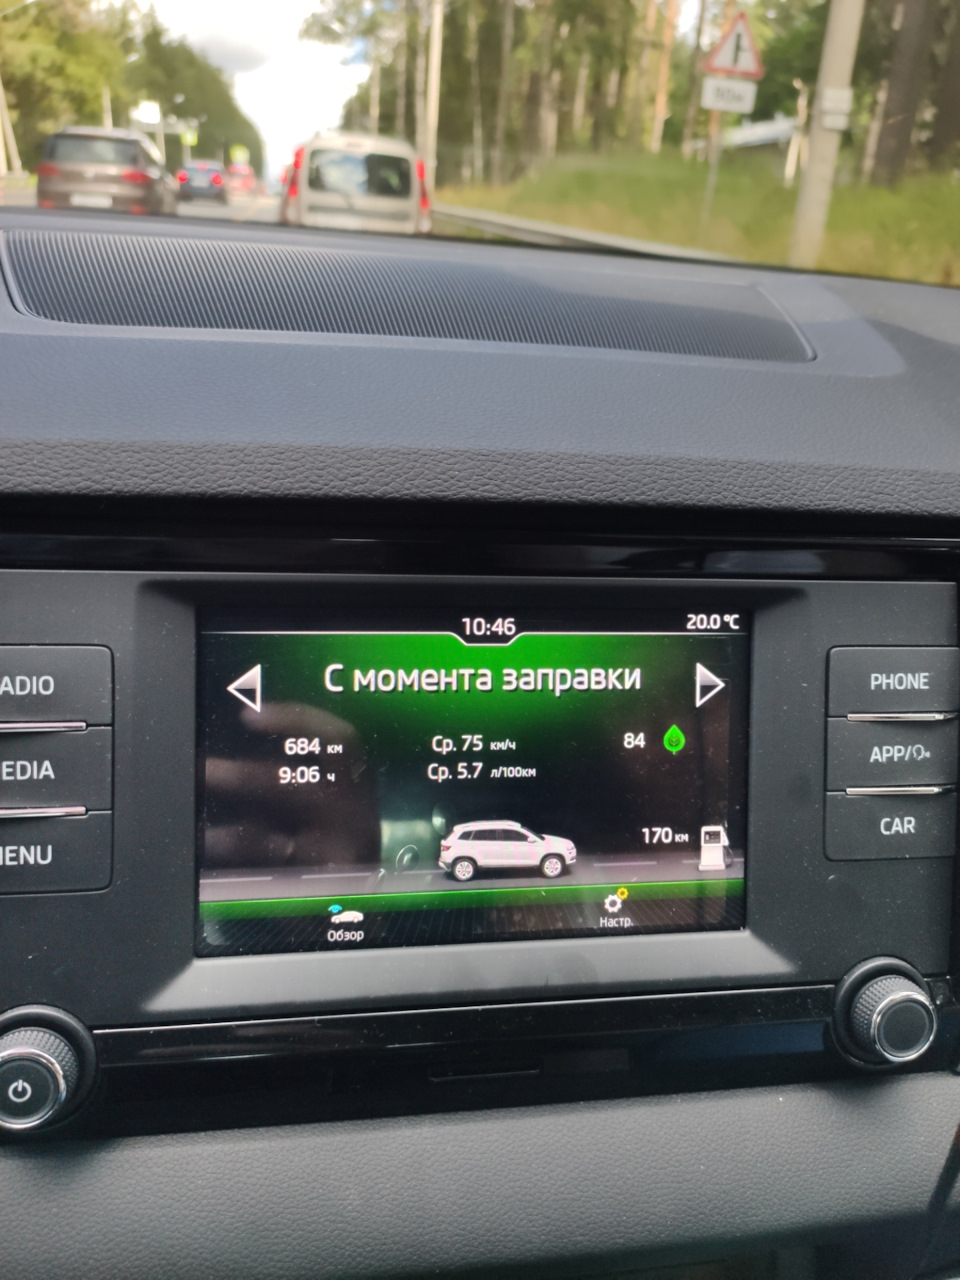 10:46
20.0 °C
С момента заправки
684 км
9:06 ч
Ср. 75 км/ч
Ср. 5.7 л/100км
84
170 км
Обзор
Настр.
ADIO
EDIA
MENU
PHONE
APP/
CAR